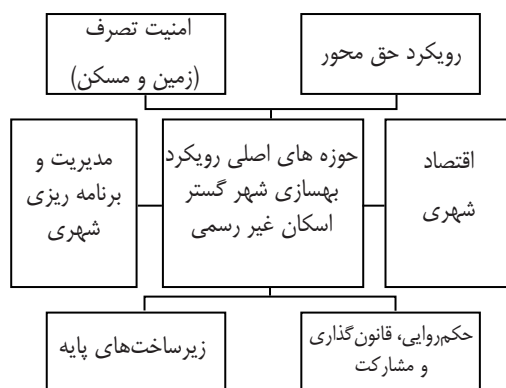 رویکرد حق محور
امنیت تصرف
(زمین و مسکن)
اقتصاد
شهری
حوزه های اصلی رویکرد
بهسازی شهر گستر
اسکان غیر رسمی
مدیریت و
برنامه ریزی
شهری
حکم‌روایی، قانون‌گذاری
و مشارکت
زیرساخت‌های پایه